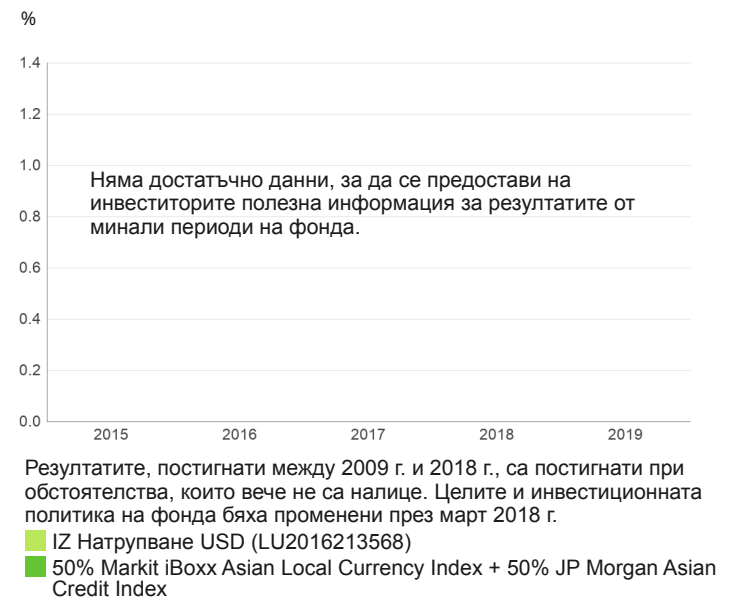 %
1.4
1.2
1.0
Няма достатъчно данни, за да се предостави на
инвеститорите полезна информация за резултатите от
0.8
минали периоди на фонда.
0.6
0.4
0.2
0.0
2015 2016 2017 2018 2019
Резултатите, постигнати между 2009 г. и 2018 г., са постигнати при
обстоятелства, които вече не са налице. Целите и инвестиционната
политика на фонда бяха променени през март 2018 г.
IZ Натрупване USD (LU2016213568)
50% Markit iBoxx Asian Local Currency Index + 50% JP Morgan Asian
Credit Index